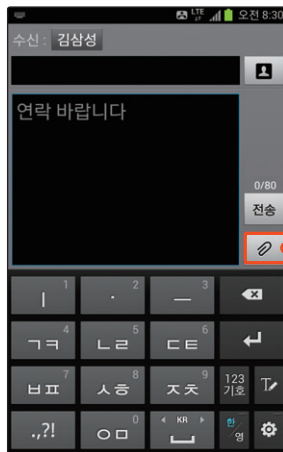 LTE 오전 8:30
수신 : 김삼성
연락 바랍니다
0/80
전송
ㅣ 1 · 2 ㅡ 3
ㄱㅋ 4 ㄴㄹ 5 ㄷㅌ 6
ㅂㅍ 7 ㅅㅎ 8 ㅈㅊ 9 123 기호 T
.,?! ㅇㅁ 0 KR 한/영